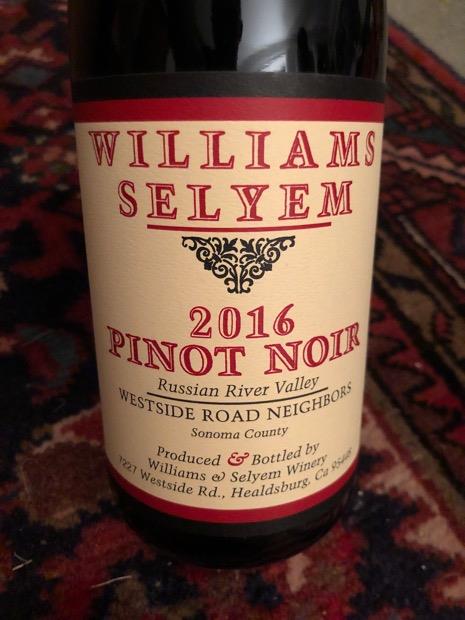 WILLIAMS
SELYEM
2016
PINOT NOIR
Russian River Valley
WESTSIDE ROAD NEIGHBORS
Sonoma County
Produced & Bottled by
Williams & Selyem Winery
7227 Westside Rd., Healdsburg, Ca 95448